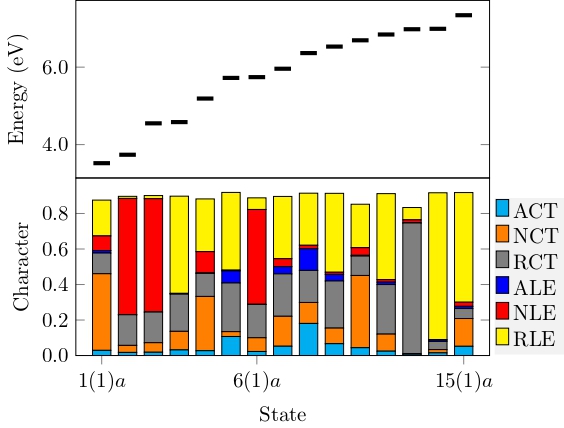 Energy (eV)
6.0
4.0
Character
0.8
0.6
0.4
0.2
0.0
ACT
NCT
RCT
ALE
NLE
RLE
1(1)a 6(1)a 15(1)a
State